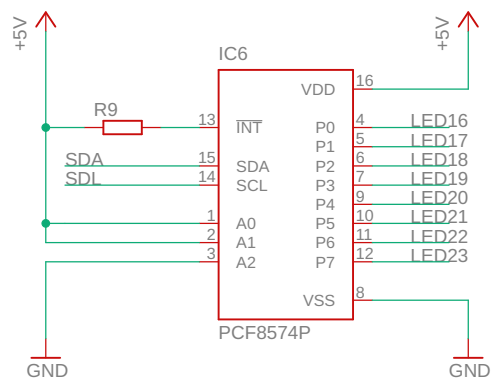 +5V
+5V
IC6
VDD 16
R9
13 INT P0 4 LED16
P1 5 LED17
SDA 15 SDA P2 6 LED18
SDL 14 SCL P3 7 LED19
P4 9 LED20
1 A0 P5 10 LED21
2 A1 P6 11 LED22
3 A2 P7 12 LED23
VSS 8
PCF8574P
GND
GND